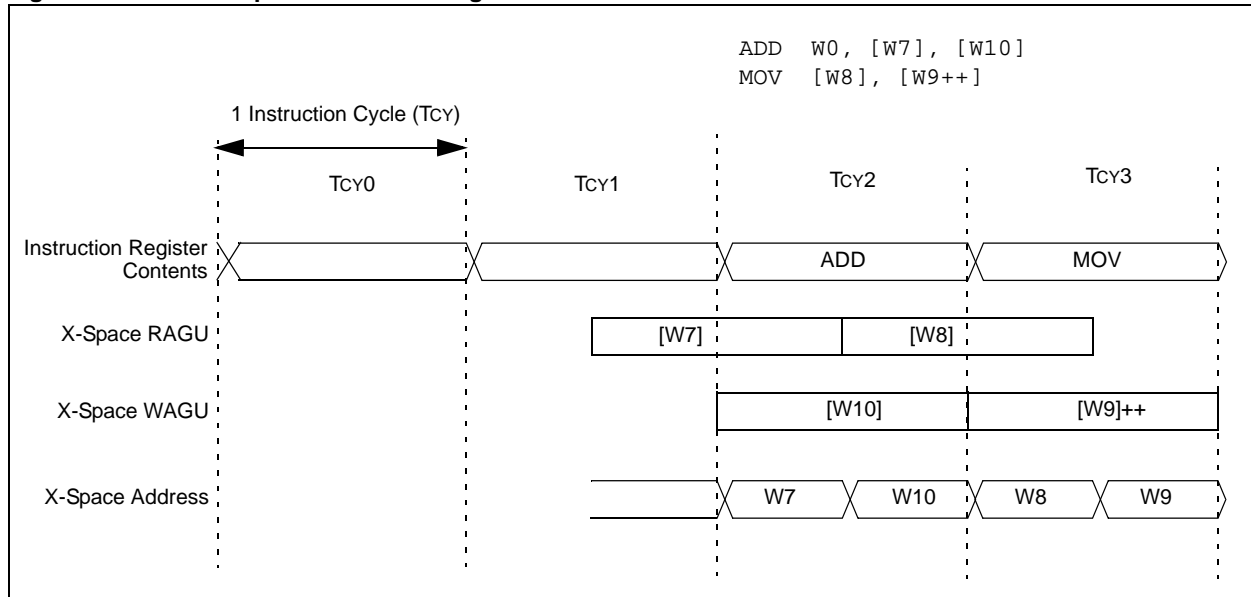 ADD W0, [W7], [W10]
MOV [W8], [W9++]
1 Instruction Cycle (TCY)
TCY0 TCY1 TCY2 TCY3
Instruction Register
Contents
ADD MOV
X-Space RAGU [W7] [W8]
X-Space WAGU [W10] [W9]++
X-Space Address W7 W10 W8 W9